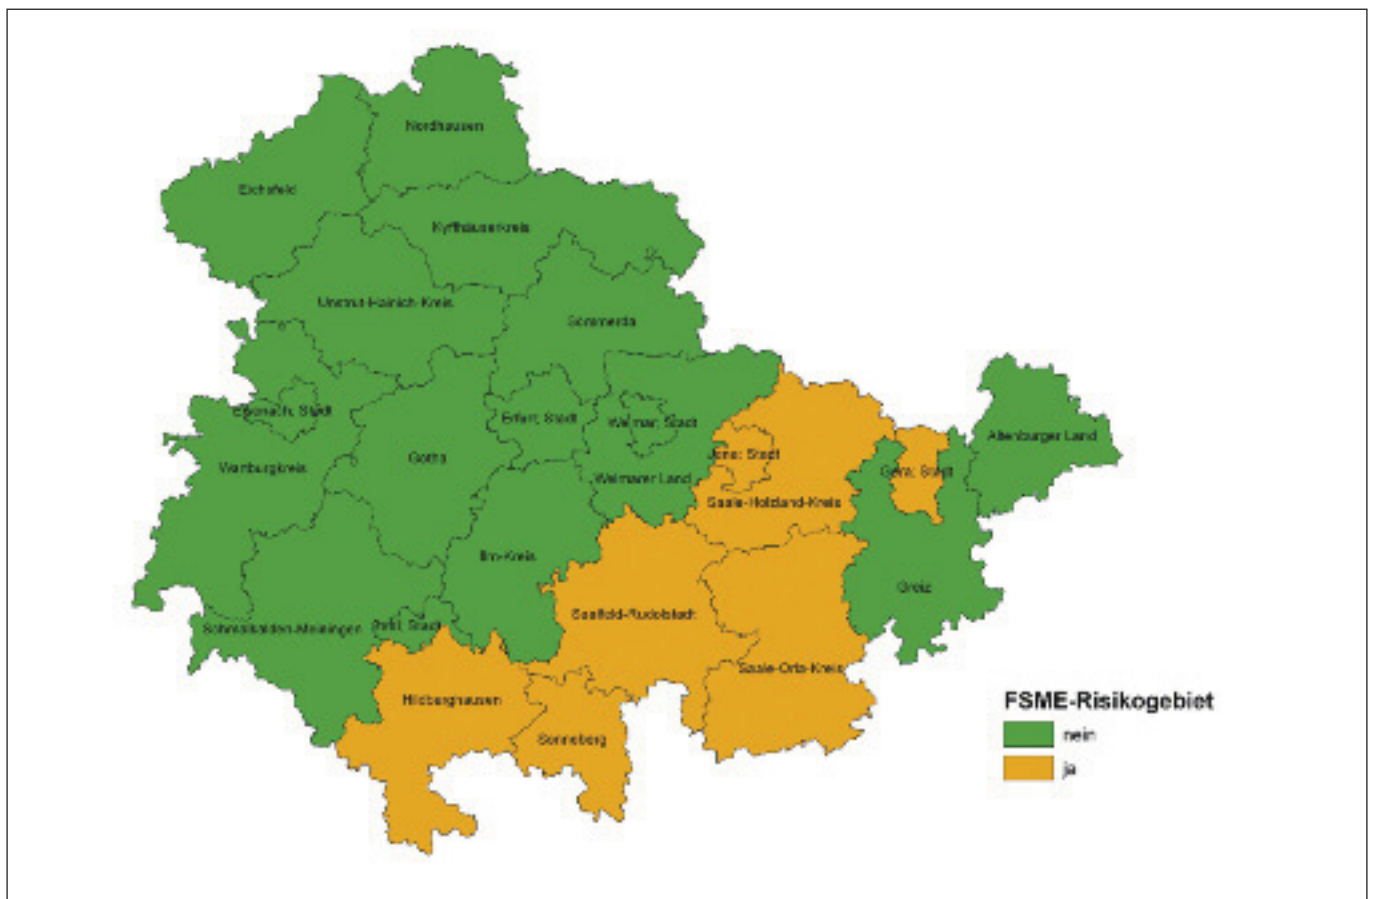 Nordhausen
Eichsfeld
Kyffhäuserkreis
Unstrut-Hainich-Kreis
Sömmerda
Eisenach, Stadt
Erfurt, Stadt
Weimar, Stadt
Altenburger Land
Gotha
Jena; Stadt
Gera; Stadt
Wartburgkreis
Weimarer Land
Saale-Holzland-Kreis
Ilm-Kreis
Greiz
Saalfeld-Rudolstadt
Schmalkalden-Meiningen
Suhl, Stadt
Saale-Orla-Kreis
Hildburghausen
Sonneberg
FSME-Risikogebiet
nein
ja